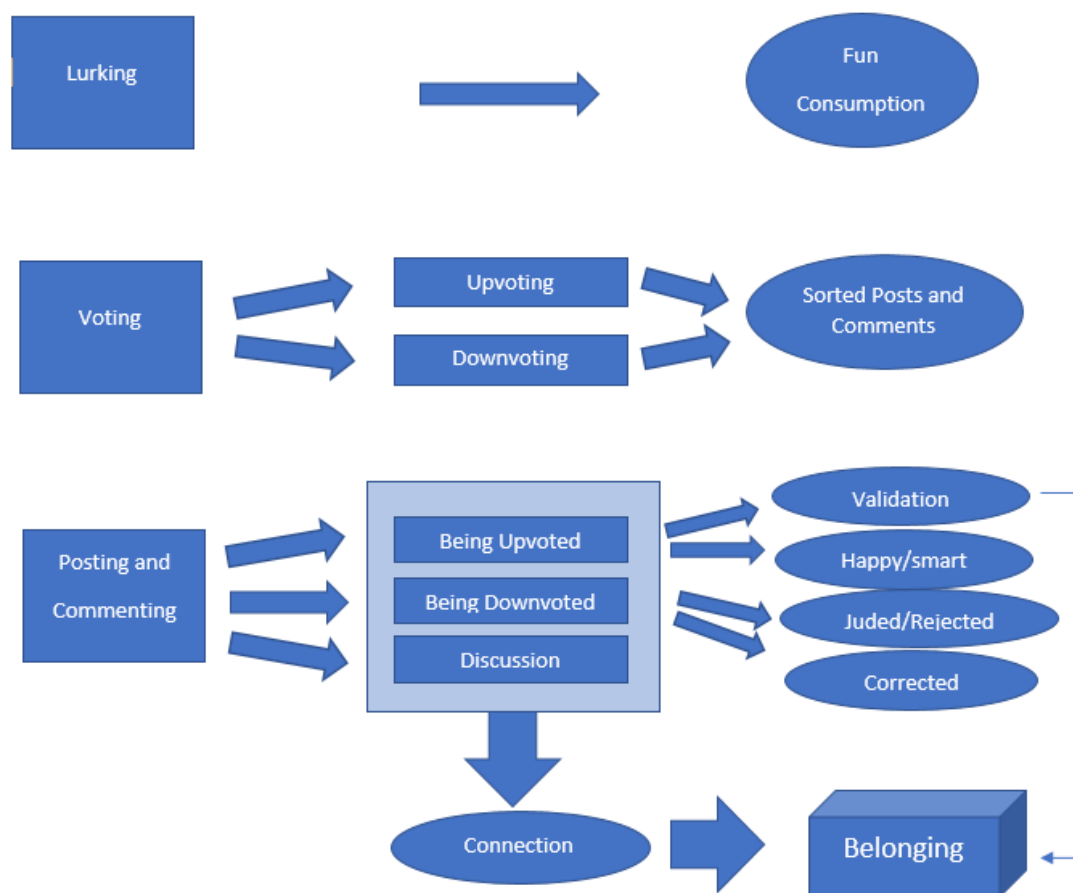 Lurking
Fun
Consumption
Voting
Upvoting
Downvoting
Sorted Posts and
Comments
Posting and
Commenting
Being Upvoted
Being Downvoted
Discussion
Validation
Happy/smart
Juded/Rejected
Corrected
Connection
Belonging